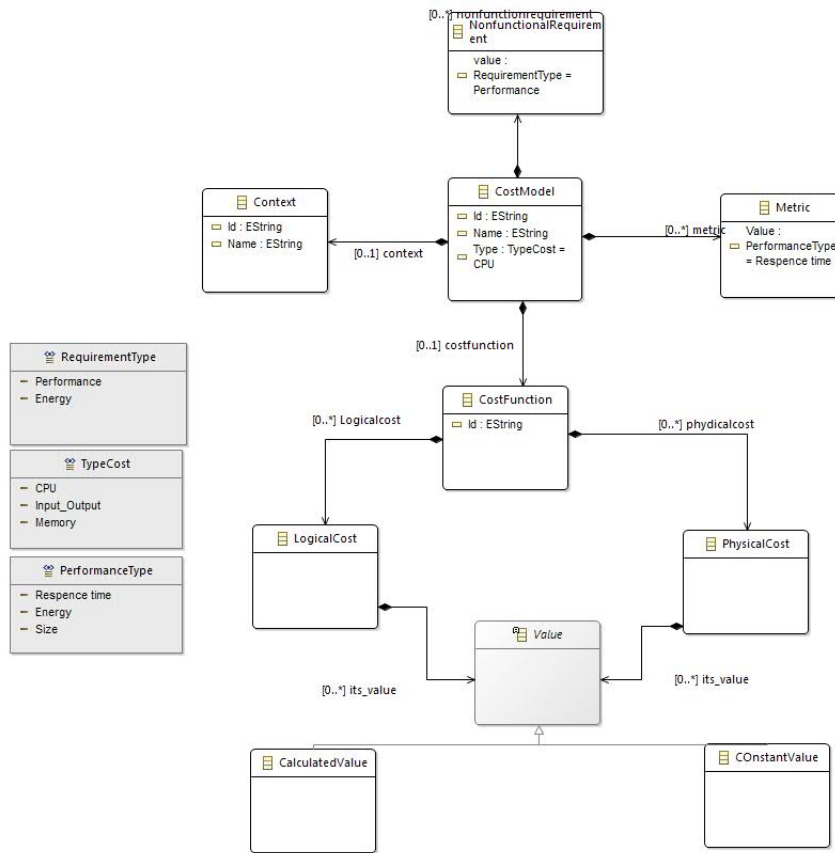 [0..*] nonfunctionrequirement
NonfunctionalRequirem
ent
value :
RequirementType =
Performance
Context
Id : EString
Name : EString
CostModel
Id : EString
Name : EString
Type : TypeCost =
CPU
Metric
Value :
PerformanceType
= Respence time
[0..*] metric
[0..1] context
[0..1] costfunction
RequirementType
Performance
Energy
TypeCost
CPU
Input_Output
Memory
PerformanceType
Respence time
Energy
Size
CostFunction
Id : EString
[0..*] Logicalcost
[0..*] phydicalcost
LogicalCost
PhysicalCost
Value
[0..*] its_value
[0..*] its_value
CalculatedValue
COnstantValue